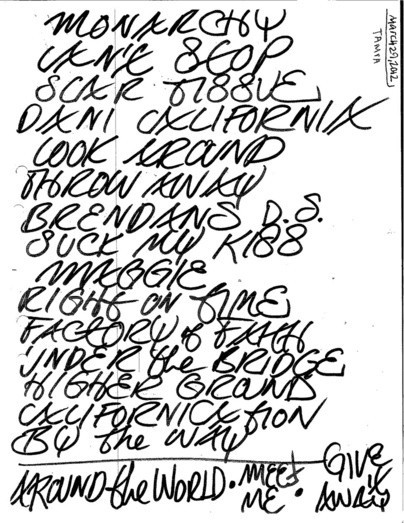 MARCH 29, 2012
TAMPA
MONARCHY
CAN'T STOP
SCAR TISSUE
DANI CALIFORNIA
LOOK AROUND
THROW AWAY
BRENDANS D.S.
SUCK MY KISS
MAGGIE
RIGHT ON TIME
FACTORY of FAITH
UNDER the BRIDGE
HIGHER GROUND
CALIFORNICATION
BY the WAY
AROUND the WORLD • MEET ME • GIVE IT AWAY